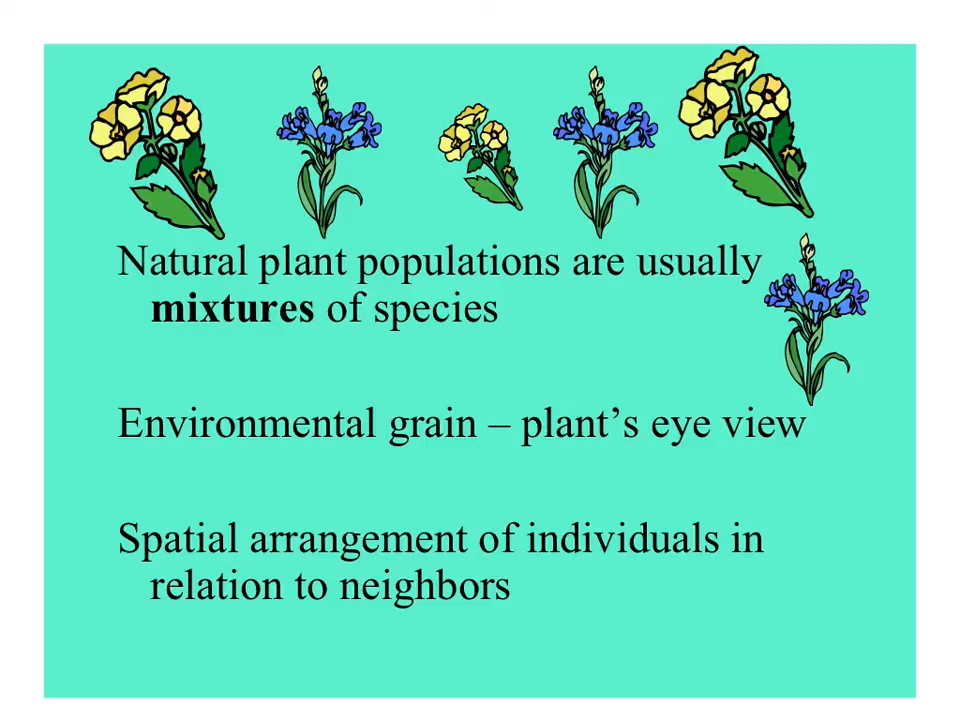 Natural plant populations are usually
mixtures of species
Environmental grain – plant’s eye view
Spatial arrangement of individuals in
relation to neighbors